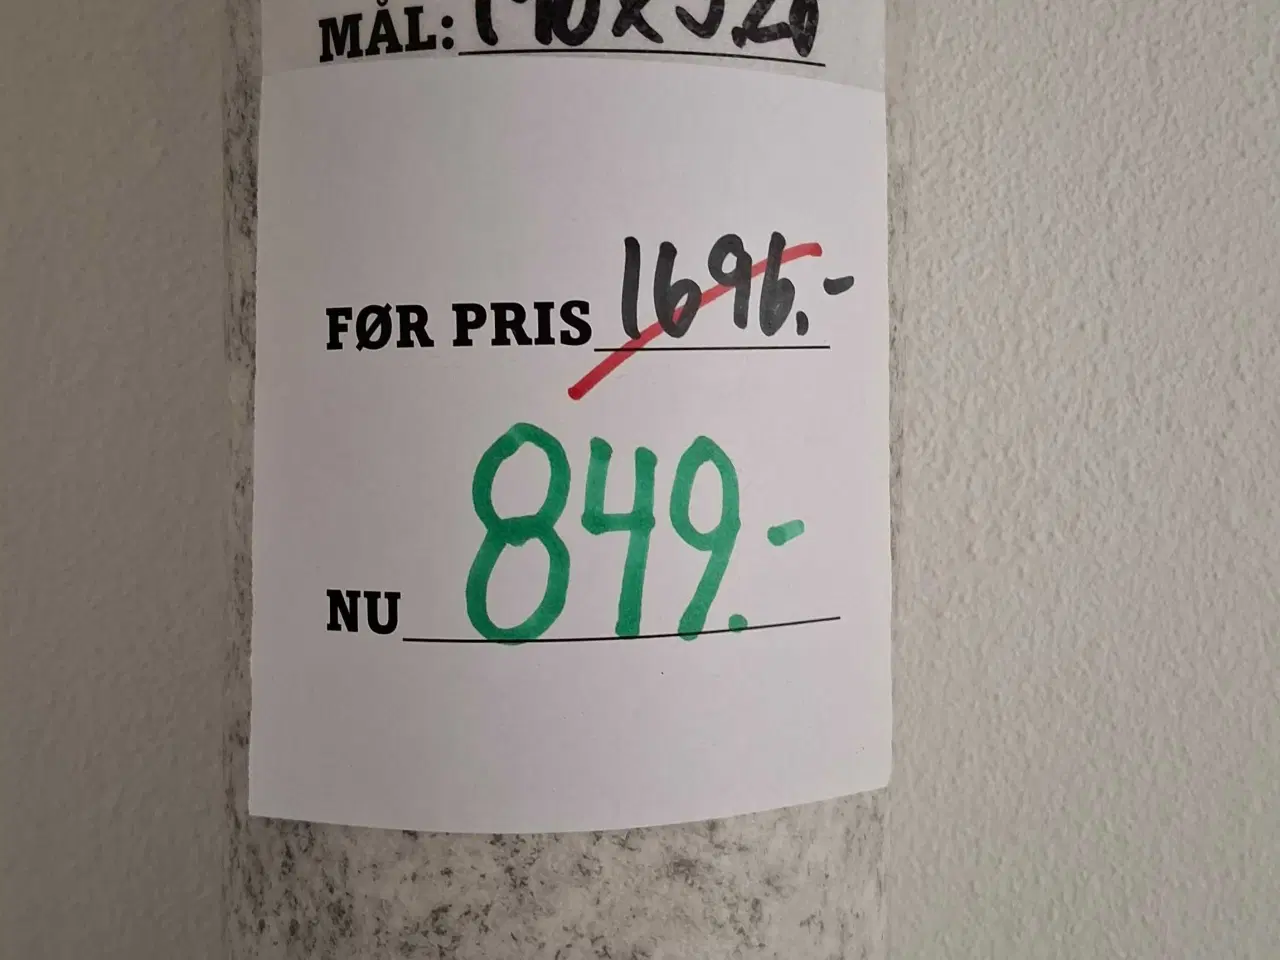 MÅL:
FØR PRIS 1696.-
NU 849.-